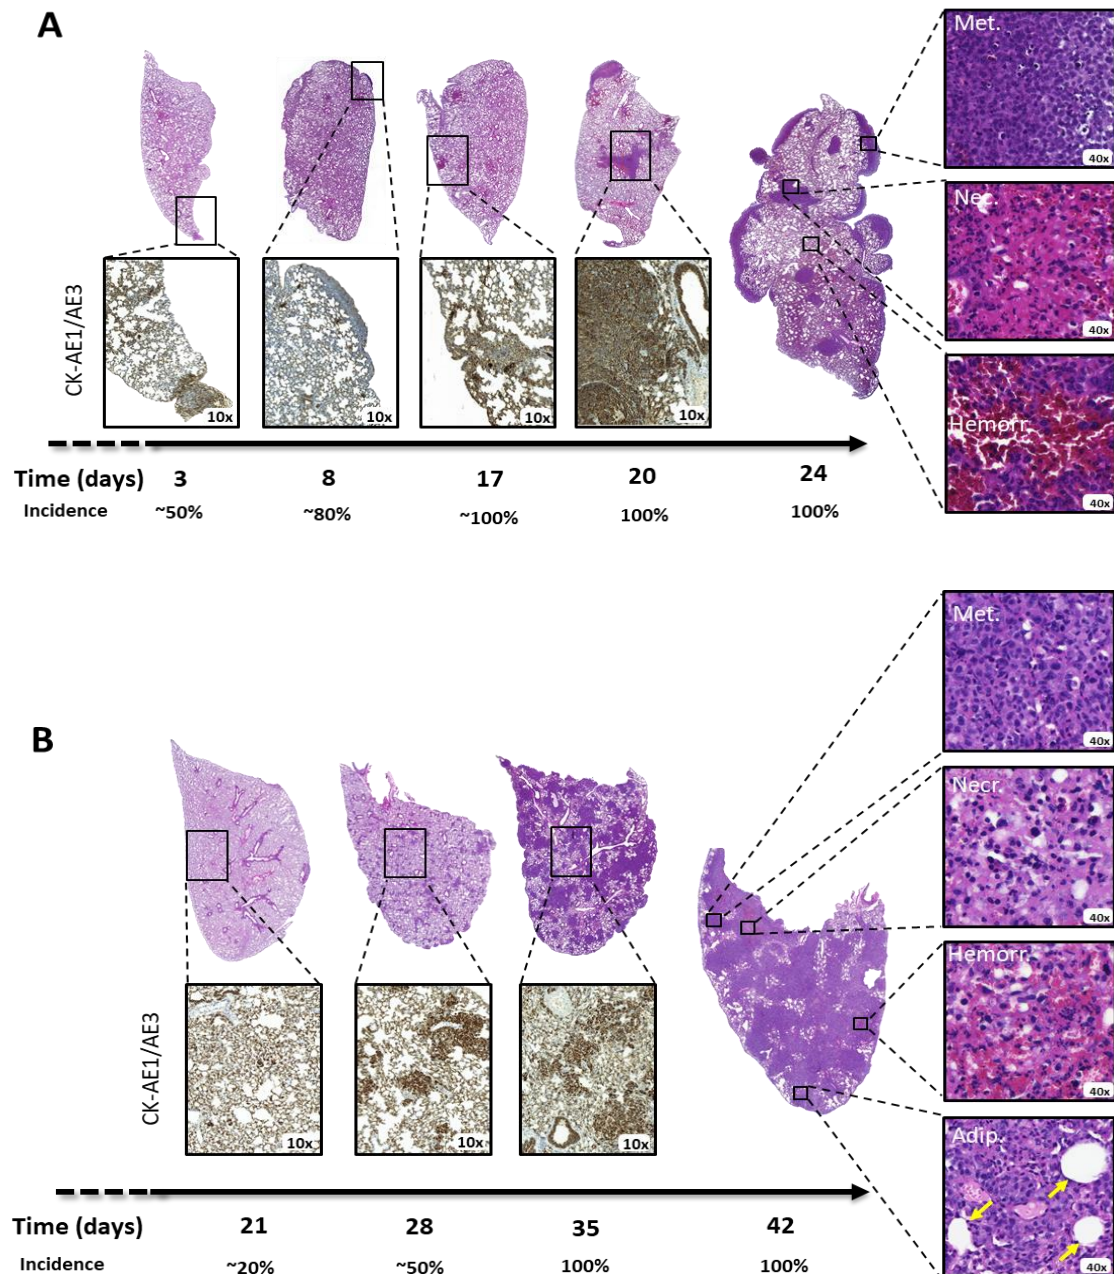 A
Met.
40x
Nec.
40x
Hemorr.
40x
CK-AE1/AE3
10x
10x
10x
10x
Time (days) 3 8 17 20 24
Incidence ~50% ~80% ~100% 100% 100%
B
Met.
40x
Necr.
40x
Hemorr.
40x
Adip.
40x
CK-AE1/AE3
10x
10x
10x
Time (days) 21 28 35 42
Incidence ~20% ~50% 100% 100%